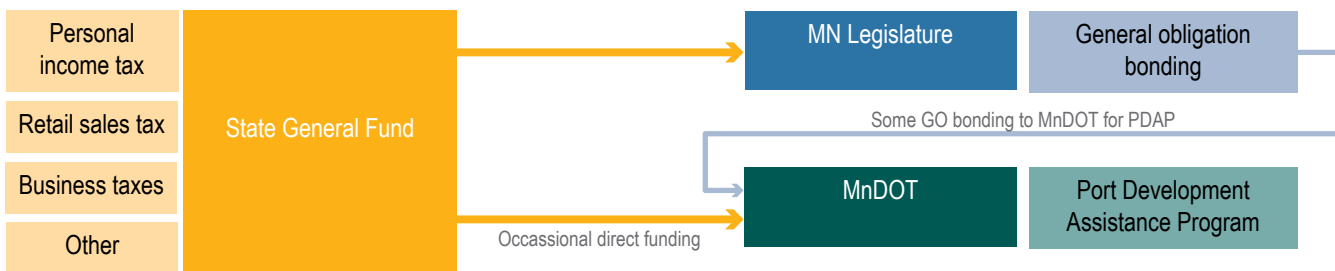 Personal
income tax
Retail sales tax
Business taxes
Other
State General Fund
MN Legislature
General obligation
bonding
Some GO bonding to MnDOT for PDAP
MnDOT
Port Development
Assistance Program
Occassional direct funding